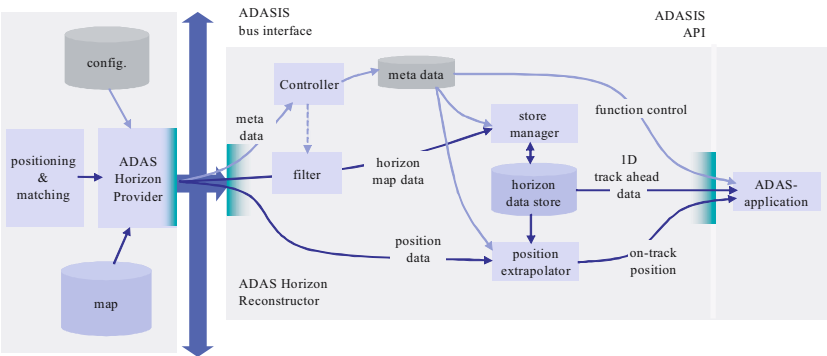 ADASIS
bus interface
ADASIS
API
config.
Controller
meta data
meta
data
store
manager
function control
positioning
&
matching
ADAS
Horizon
Provider
filter
horizon
map data
horizon
data store
1D
track ahead
data
ADAS-
application
position
data
position
extrapolator
on-track
position
map
ADAS Horizon
Reconstructor